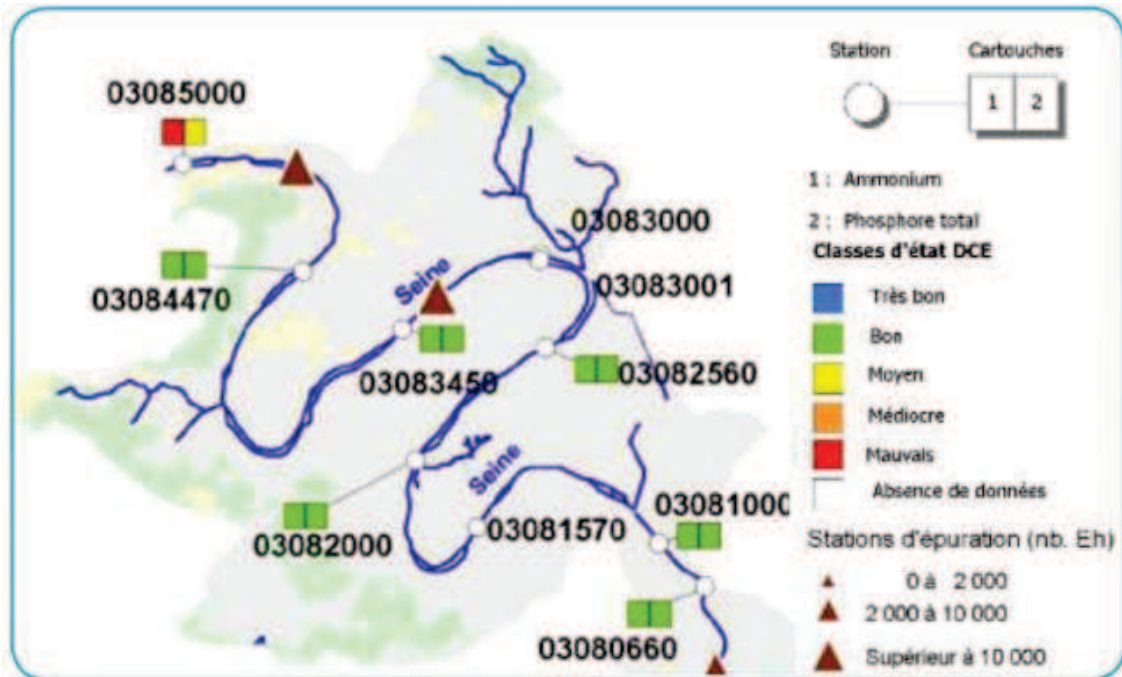 Station Cartouches
1 2
1 : Ammonium
2 : Phosphore total
Classes d'état DCE
Très bon
Bon
Moyen
Médiocre
Mauvais
Absence de données
Stations d'épuration (nb. Eh)
0 à 2 000
2 000 à 10 000
Supérieur à 10 000
03085000
03083000
03084470
03083001
Seine
03083450
03082560
Seine
03081000
03082000
03081570
03080660